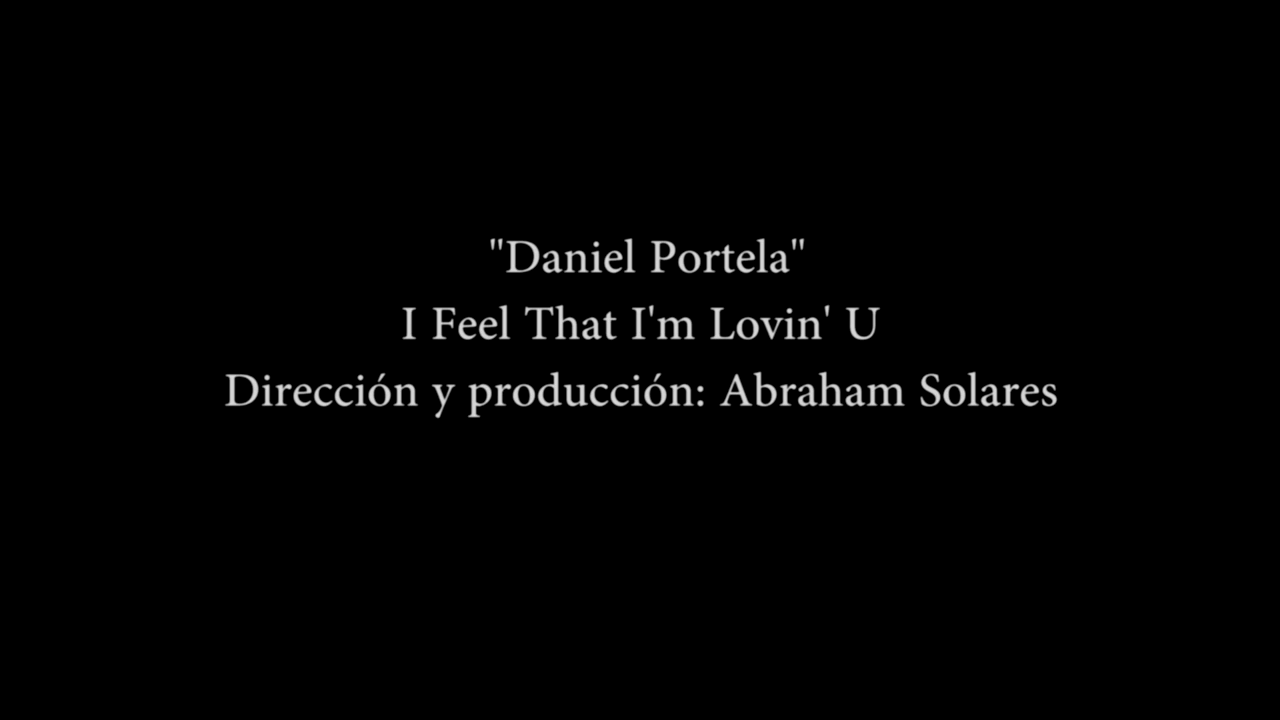 "Daniel Portela"
I Feel That I'm Lovin' U
Dirección y producción: Abraham Solares